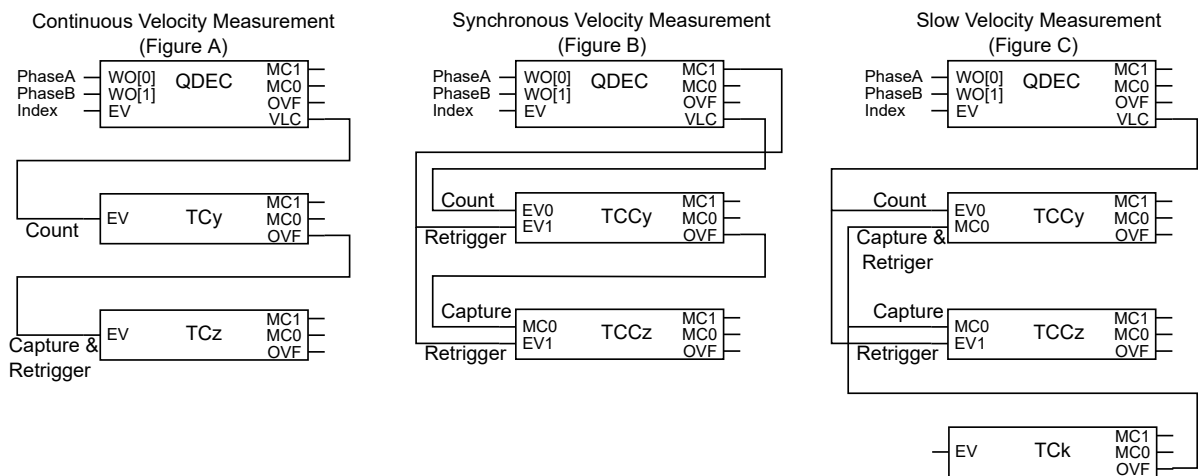 Continuous Velocity Measurement
(Figure A)
PhaseA
PhaseB
Index
WO[0]
WO[1]
EV
QDEC
MC1
MC0
OVF
VLC
Count
EV
TCy
MC1
MC0
OVF
Capture &
Retrigger
EV
TCz
MC1
MC0
OVF
Synchronous Velocity Measurement
(Figure B)
PhaseA
PhaseB
Index
WO[0]
WO[1]
EV
QDEC
MC1
MC0
OVF
VLC
Count
Retrigger
EV0
EV1
TCCy
MC1
MC0
OVF
Capture
Retrigger
MC0
EV1
TCCz
MC1
MC0
OVF
Slow Velocity Measurement
(Figure C)
PhaseA
PhaseB
Index
WO[0]
WO[1]
EV
QDEC
MC1
MC0
OVF
VLC
Count
Capture &
Retriger
EV0
MC0
TCCy
MC1
MC0
OVF
Capture
Retrigger
MC0
EV1
TCCz
MC1
MC0
OVF
EV
TCk
MC1
MC0
OVF